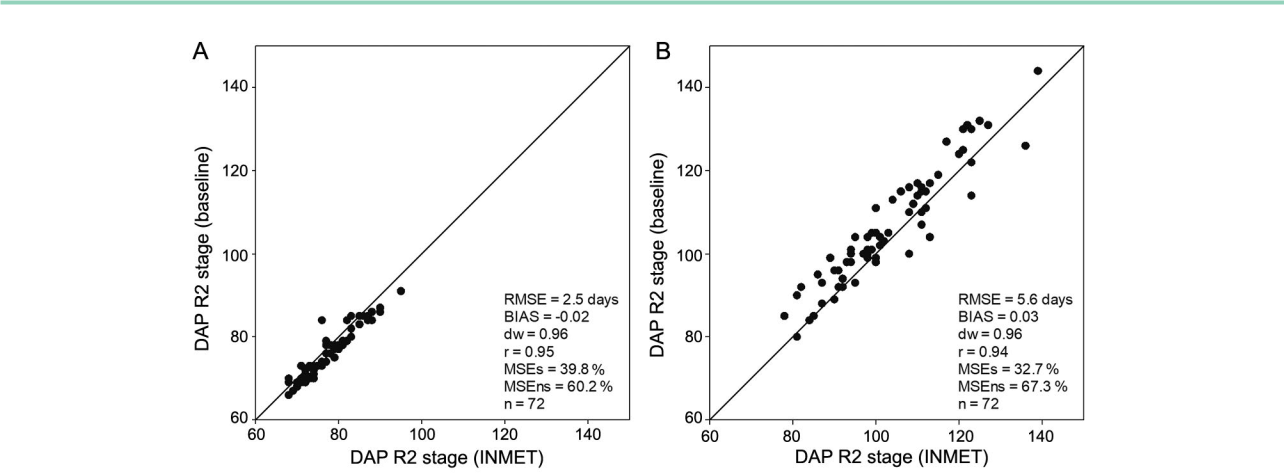 A
B
140
120
100
80
60
DAP R2 stage (baseline)
RMSE = 2.5 days
BIAS = -0.02
dw = 0.96
r = 0.95
MSEs = 39.8 %
MSEns = 60.2 %
n = 72
60 80 100 120 140
DAP R2 stage (INMET)
140
120
100
80
60
DAP R2 stage (baseline)
RMSE = 5.6 days
BIAS = 0.03
dw = 0.96
r = 0.94
MSEs = 32.7 %
MSEns = 67.3 %
n = 72
60 80 100 120 140
DAP R2 stage (INMET)